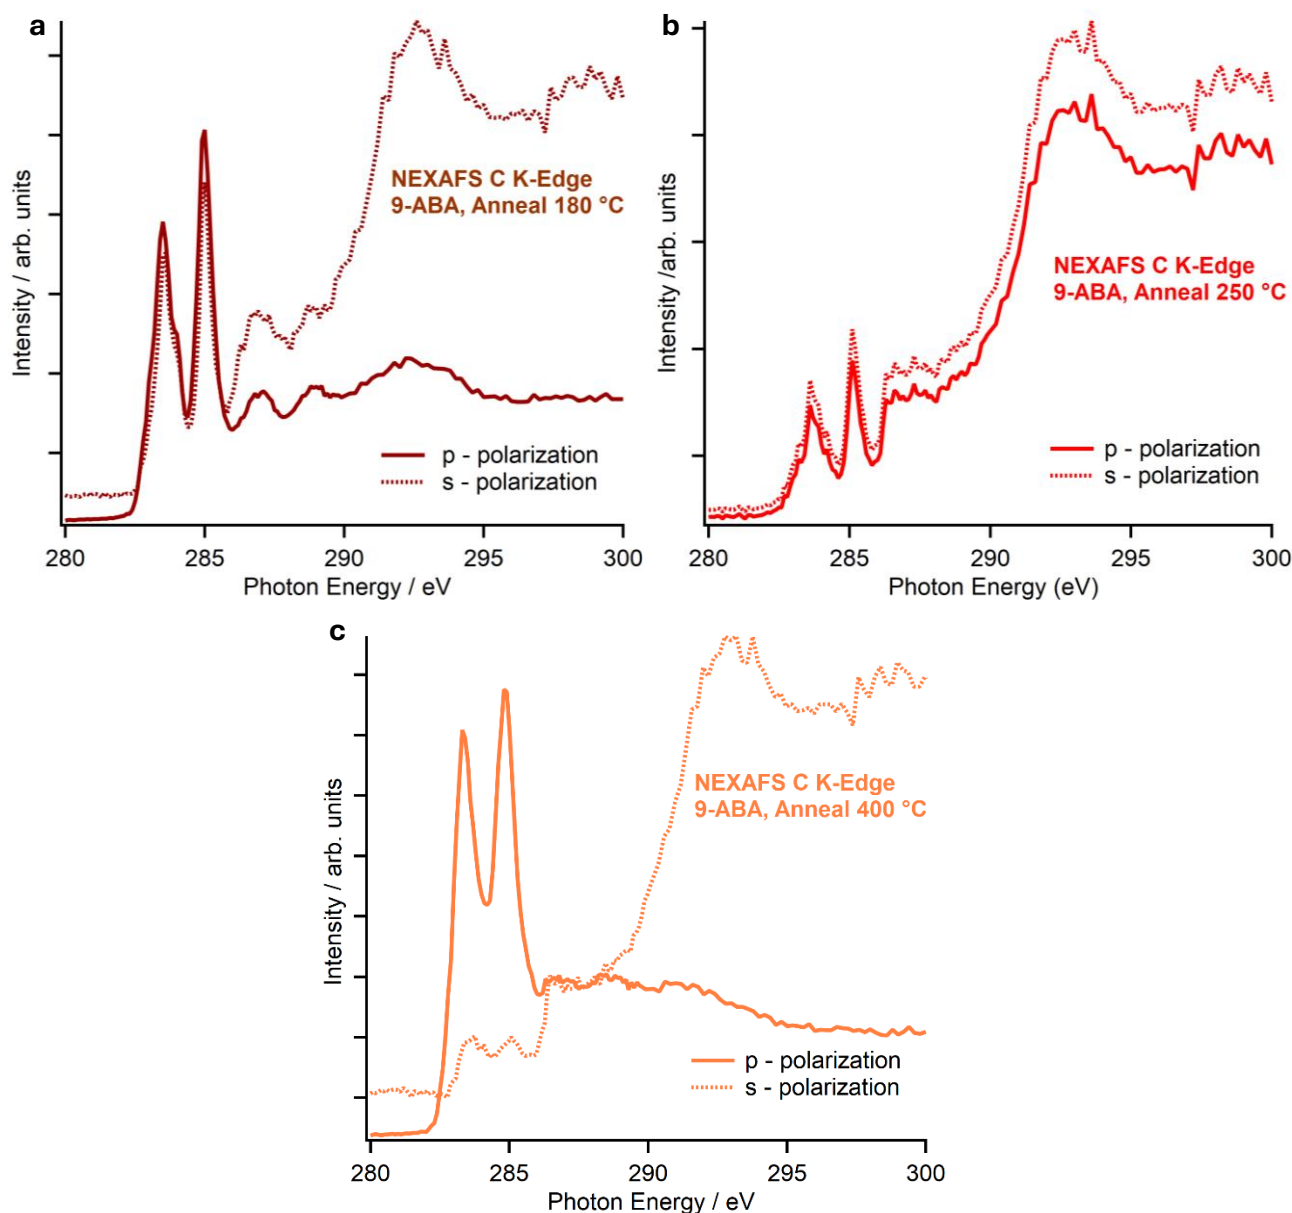 a
Intensity / arb. units
NEXAFS C K-Edge
9-ABA, Anneal 180 °C
p - polarization
s - polarization
280 285 290 295 300
Photon Energy / eV
b
Intensity /arb. units
NEXAFS C K-Edge
9-ABA, Anneal 250 °C
p - polarization
s - polarization
280 285 290 295 300
Photon Energy (eV)
c
Intensity / arb. units
NEXAFS C K-Edge
9-ABA, Anneal 400 °C
p - polarization
s - polarization
280 285 290 295 300
Photon Energy / eV